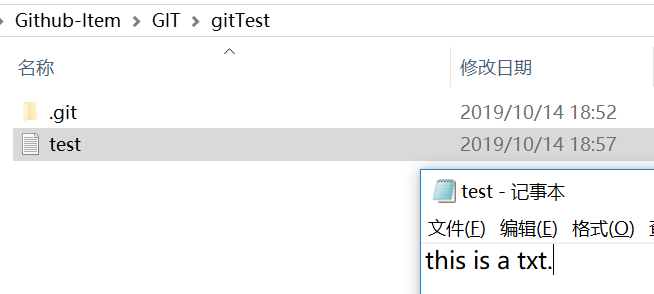 Github-Item > GIT > gitTest
名称 修改日期
.git 2019/10/14 18:52
test 2019/10/14 18:57
test - 记事本
文件(F) 编辑(E) 格式(O)
this is a txt.